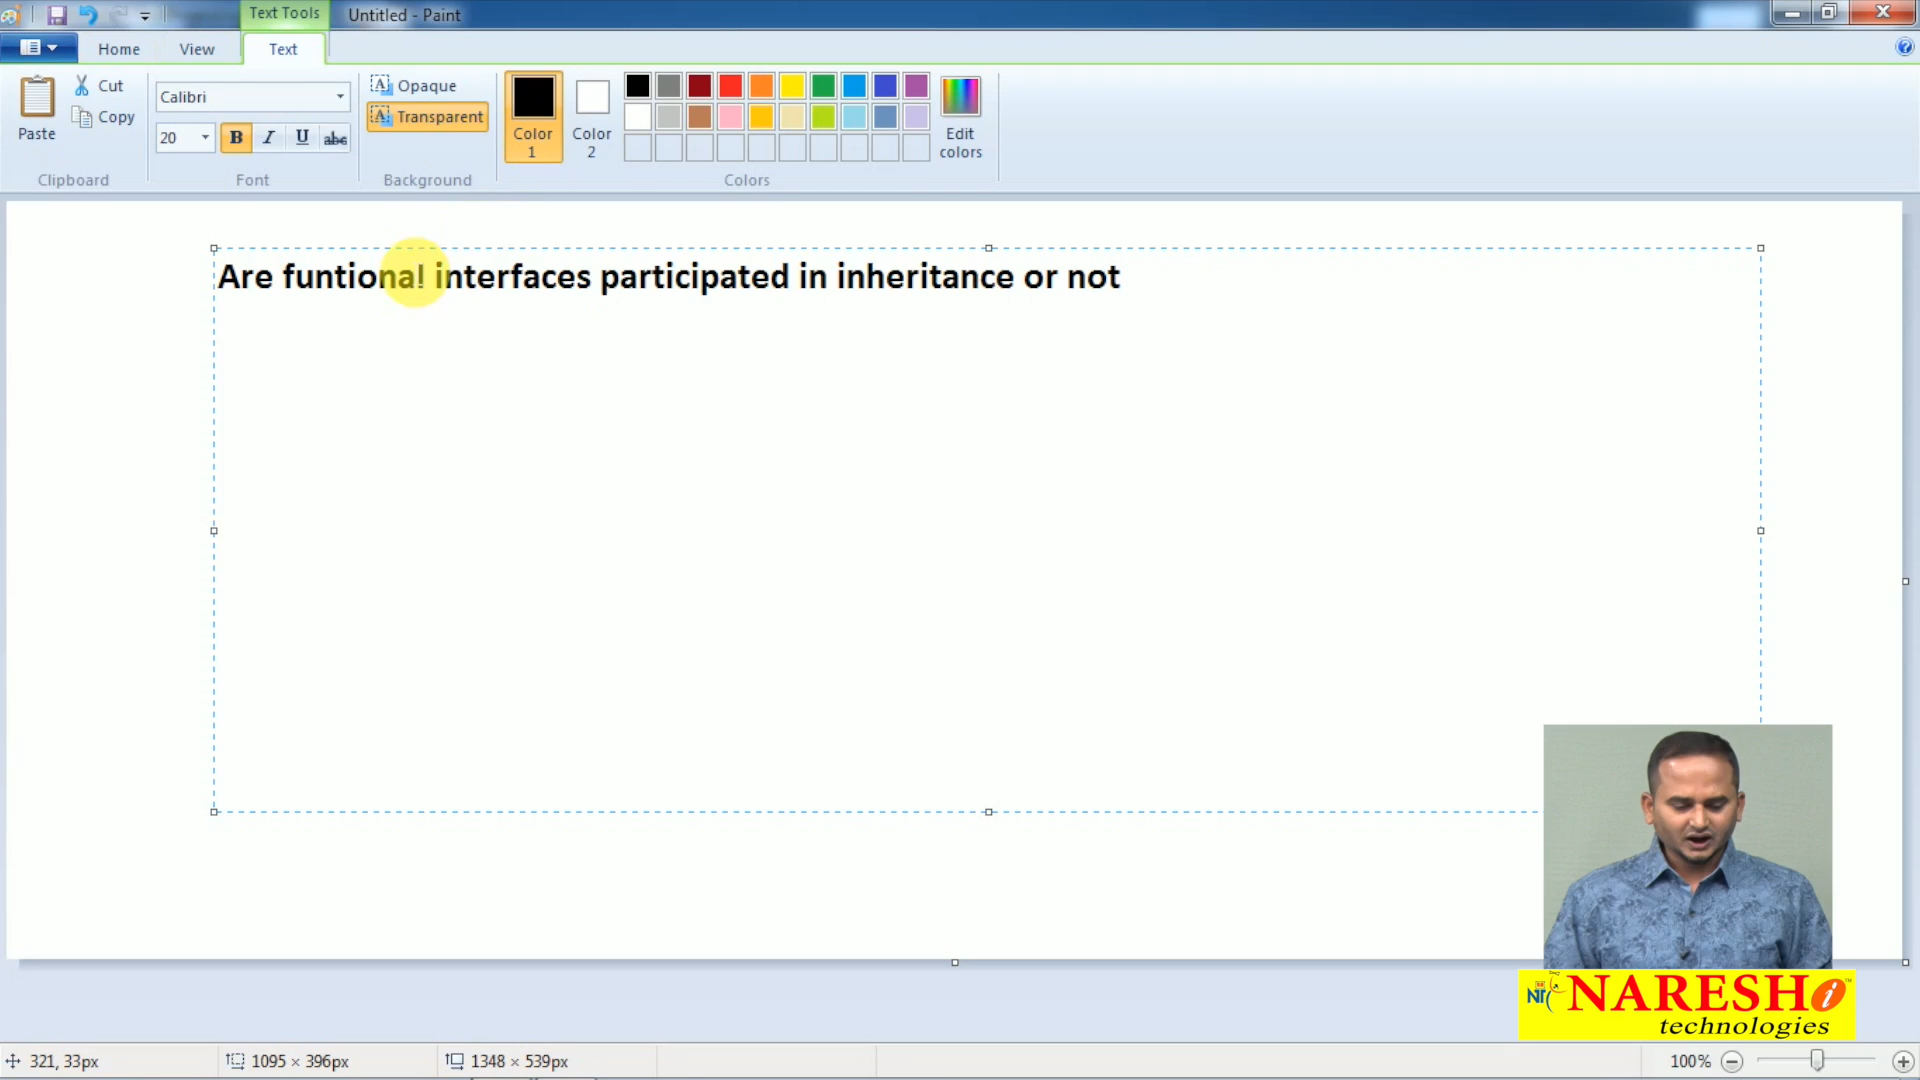 Text Tools
Untitled - Paint
Home
View
Text
Paste
Cut
Copy
Clipboard
Calibri
20
B I U abc
Font
Opaque
Transparent
Background
Color 1
Color 2
Edit colors
Colors
Are funtional interfaces participated in inheritance or not
NARESH i
technologies
321, 33px
1095 × 396px
1348 × 539px
100%